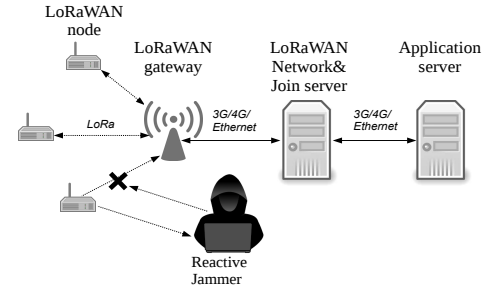 LoRaWAN
node
LoRaWAN
gateway
LoRaWAN
Network&
Join server
Application
server
LoRa
3G/4G/
Ethernet
3G/4G/
Ethernet
Reactive
Jammer